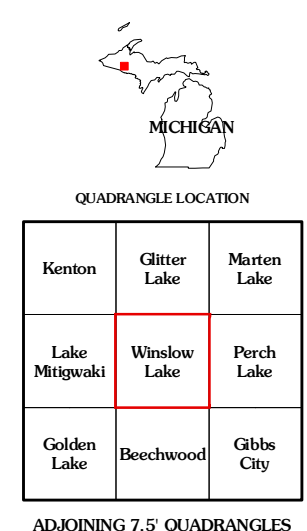 MICHIGAN
QUADRANGLE LOCATION
Kenton
Glitter
Lake
Marten
Lake
Lake
Mitigwaki
Winslow
Lake
Perch
Lake
Golden
Lake
Beechwood
Gibbs
City
ADJOINING 7.5' QUADRANGLES